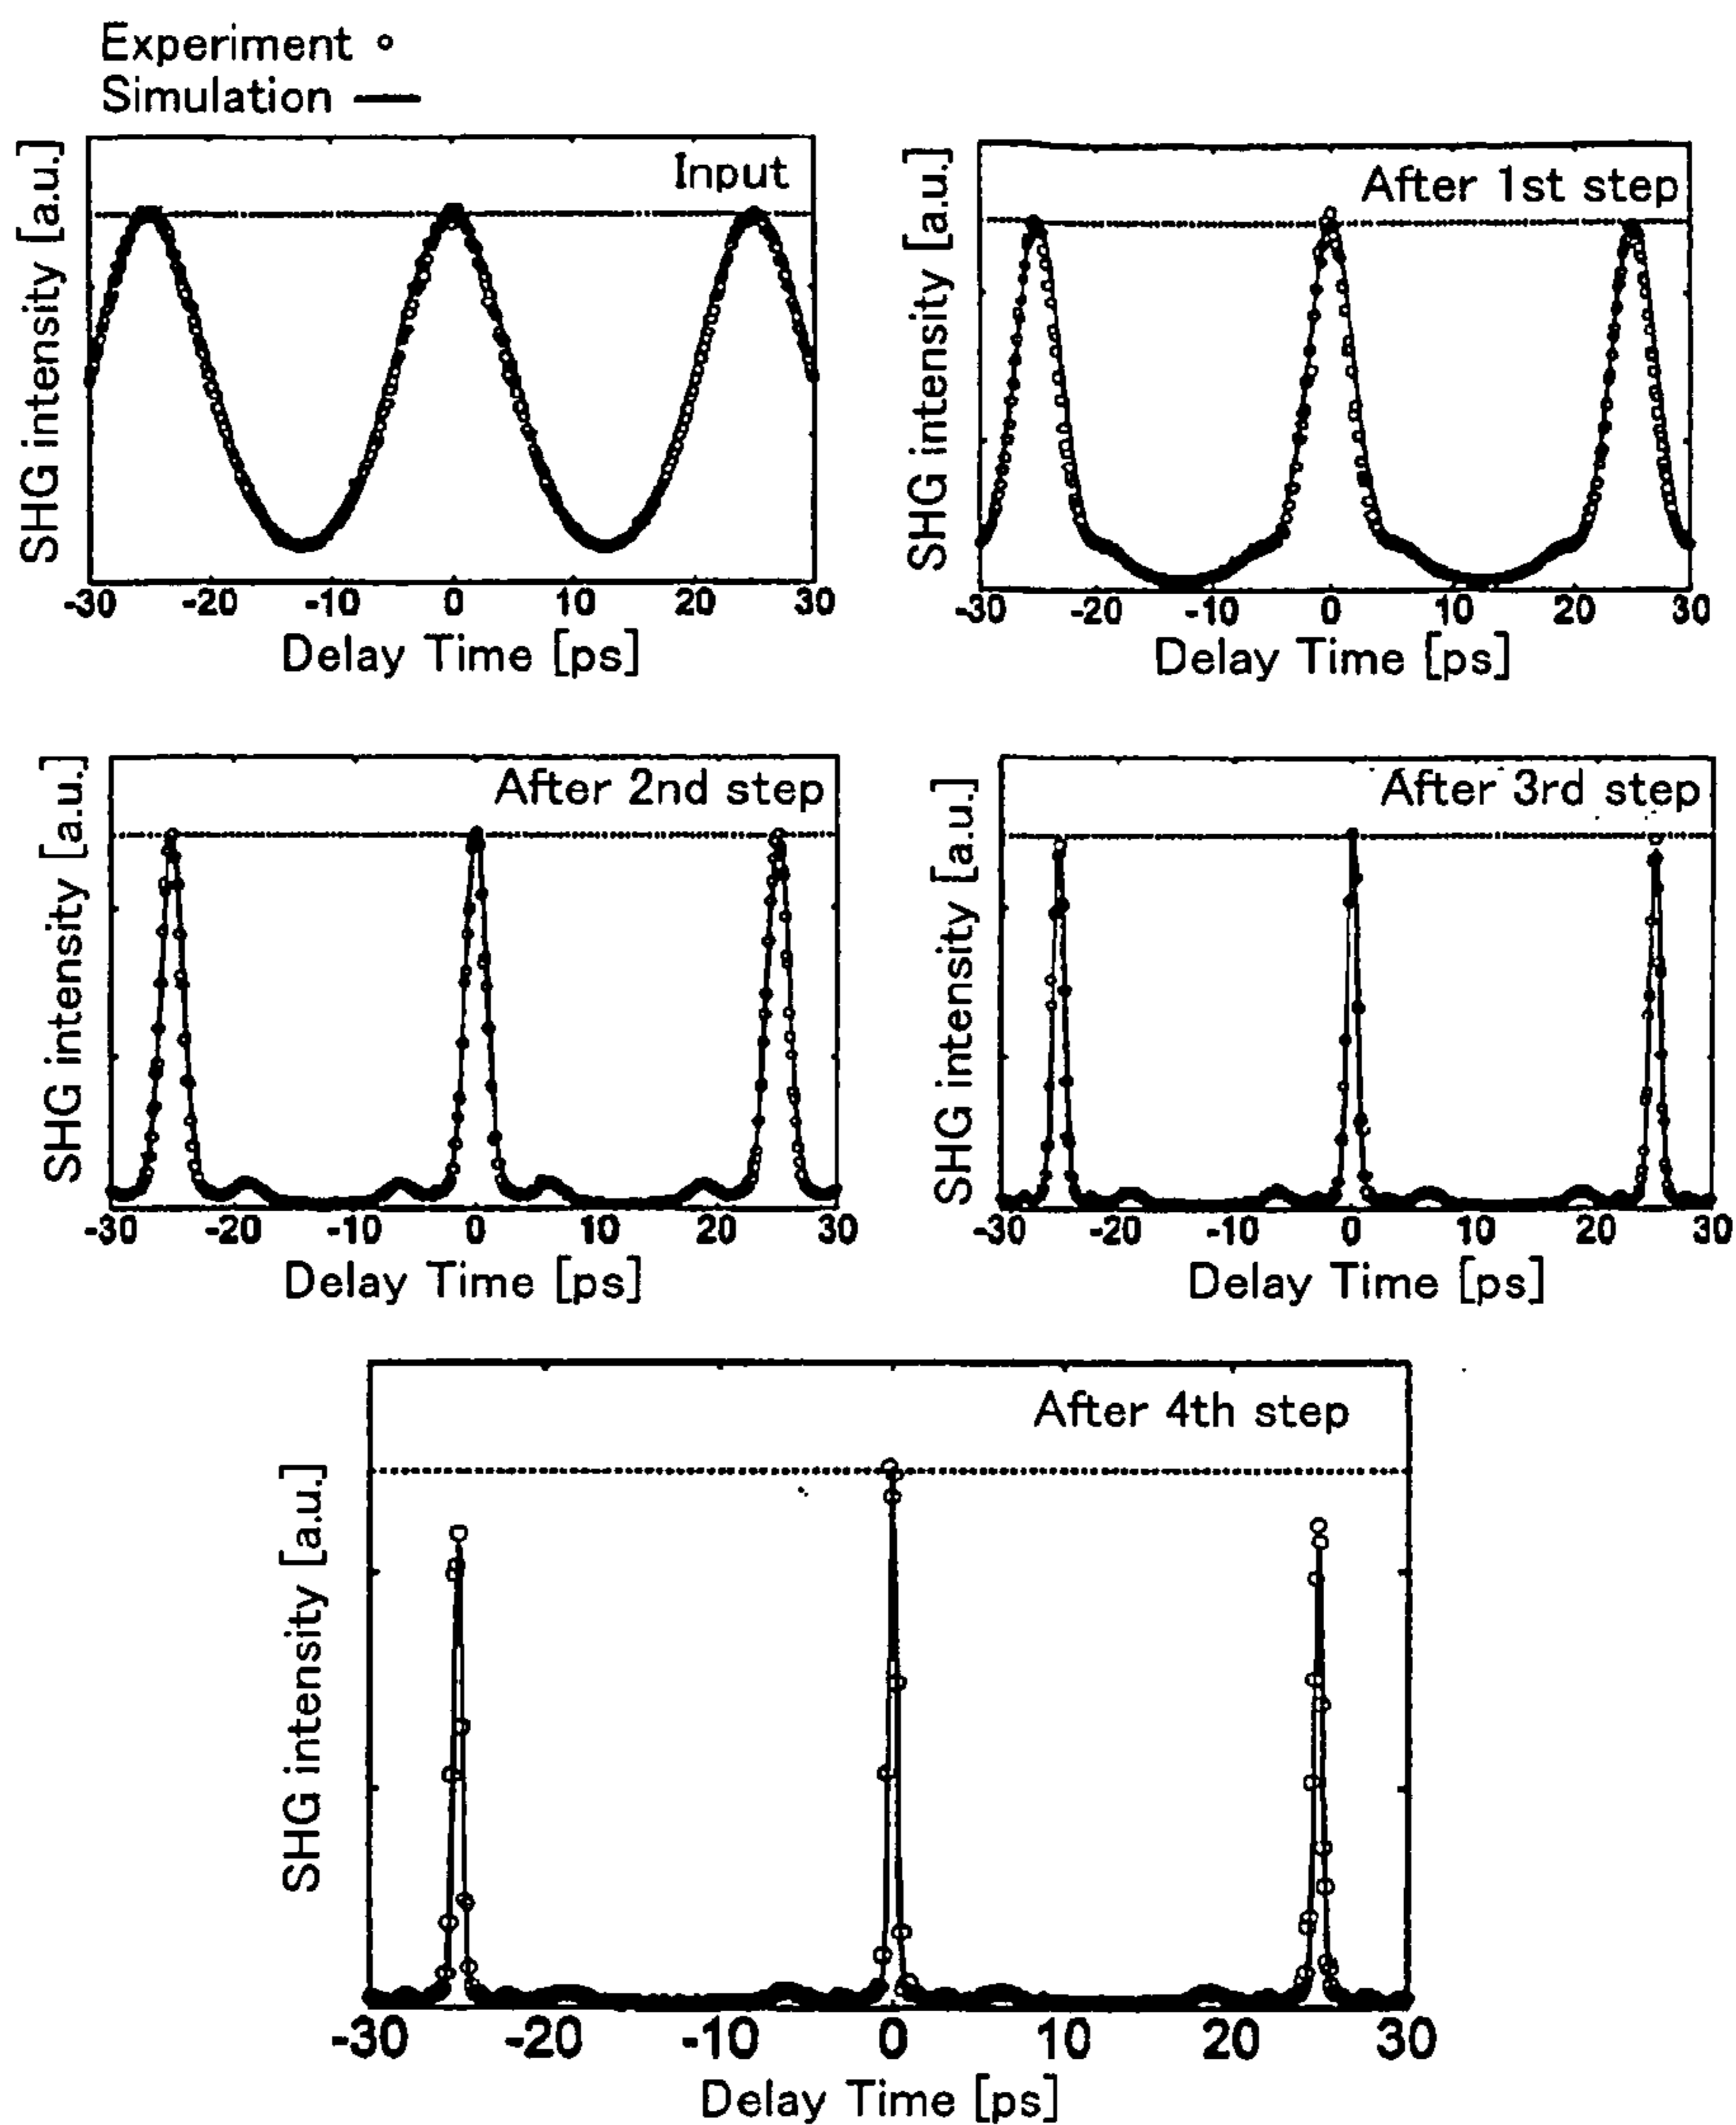 Experiment
Simulation
Input
SHG intensity [a.u.]
-30 -20 -10 0 10 20 30
Delay Time [ps]
After 1st step
SHG intensity [a.u.]
-30 -20 -10 0 10 20 30
Delay Time [ps]
After 2nd step
SHG intensity [a.u.]
-30 -20 -10 0 10 20 30
Delay Time [ps]
After 3rd step
SHG intensity [a.u.]
-30 -20 -10 0 10 20 30
Delay Time [ps]
After 4th step
SHG intensity [a.u.]
-30 -20 -10 0 10 20 30
Delay Time [ps]